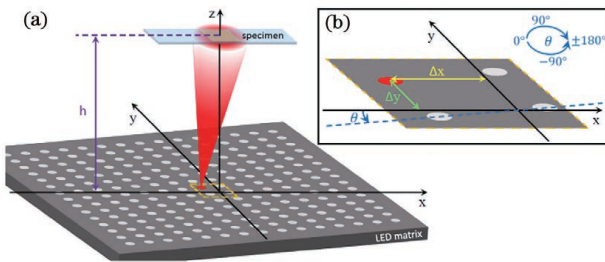 (a)
z
specimen
h
y
x
LED matrix
(b)
y
90°
0° θ ±180°
−90°
Δx
Δy
θ
x